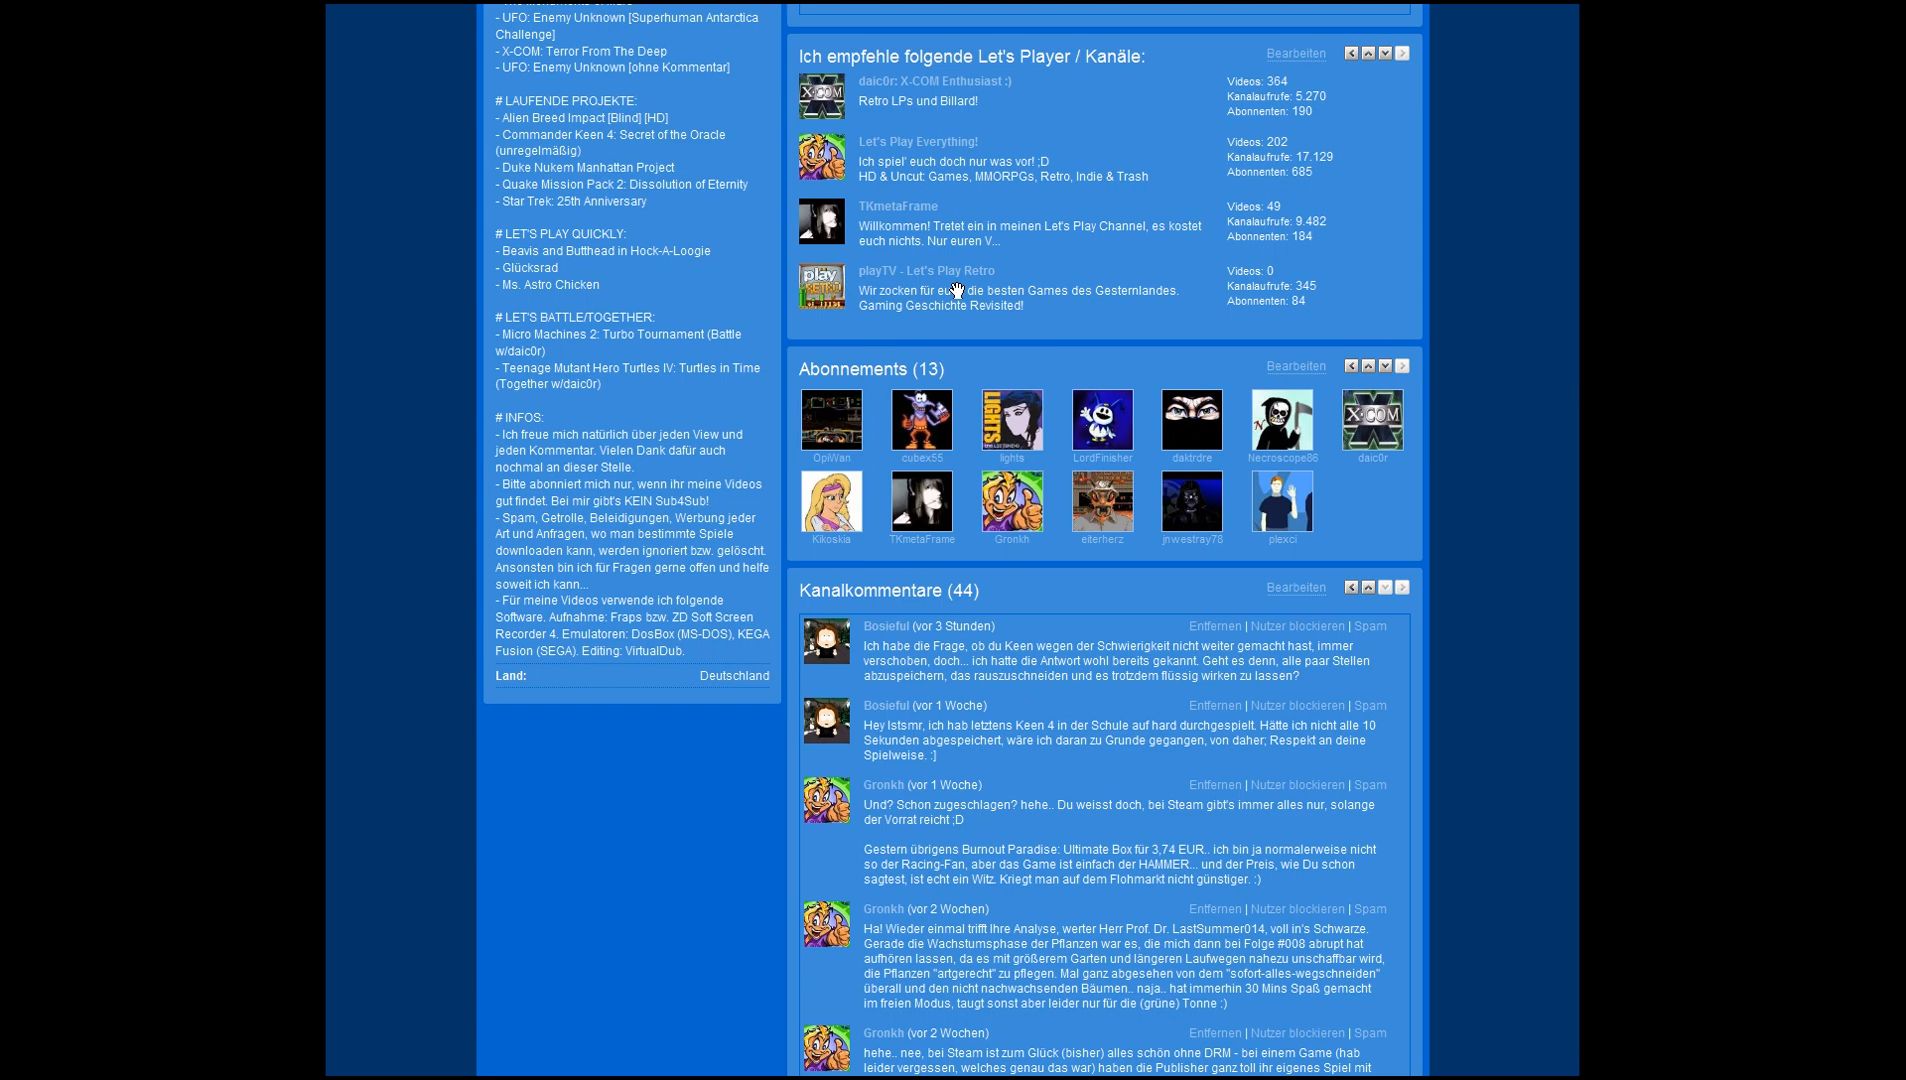 - UFO: Enemy Unknown [Superhuman Antarctica
Challenge]
- X-COM: Terror From The Deep
- UFO: Enemy Unknown [ohne Kommentar]
# LAUFENDE PROJEKTE:
- Alien Breed Impact [Blind] [HD]
- Commander Keen 4: Secret of the Oracle
(unregelmäßig)
- Duke Nukem Manhattan Project
- Quake Mission Pack 2: Dissolution of Eternity
- Star Trek: 25th Anniversary
# LET'S PLAY QUICKLY:
- Beavis and Butthead in Hock-A-Loogie
- Glücksrad
- Ms. Astro Chicken
# LET'S BATTLE/TOGETHER:
- Micro Machines 2: Turbo Tournament (Battle
w/daic0r)
- Teenage Mutant Hero Turtles IV: Turtles in Time
(Together w/daic0r)
# INFOS:
- Ich freue mich natürlich über jeden View und
jeden Kommentar. Vielen Dank dafür auch
nochmal an dieser Stelle.
- Bitte abonniert mich nur, wenn ihr meine Videos
gut findet. Bei mir gibt's KEIN Sub4Sub!
- Spam, Getrolle, Beleidigungen, Werbung jeder
Art und Anfragen, wo man bestimmte Spiele
downloaden kann, werden ignoriert bzw. gelöscht.
Ansonsten bin ich für Fragen gerne offen und helfe
soweit ich kann...
- Für meine Videos verwende ich folgende
Software. Aufnahme: Fraps bzw. ZD Soft Screen
Recorder 4. Emulatoren: DosBox (MS-DOS), KEGA
Fusion (SEGA). Editing: VirtualDub.
Land: Deutschland
Ich empfehle folgende Let's Player / Kanäle: Bearbeiten
X-COM
daic0r: X-COM Enthusiast :)
Retro LPs und Billard!
Videos: 364
Kanalaufrufe: 5.270
Abonnenten: 190
Let's Play Everything!
Ich spiel' euch doch nur was vor! ;D
HD & Uncut: Games, MMORPGs, Retro, Indie & Trash
Videos: 202
Kanalaufrufe: 17.129
Abonnenten: 685
TKmetaFrame
Willkommen! Tretet ein in meinen Let's Play Channel, es kostet
euch nichts. Nur euren V...
Videos: 49
Kanalaufrufe: 9.482
Abonnenten: 184
play
RETRO
playTV - Let's Play Retro
Wir zocken für die besten Games des Gesternlandes.
Gaming Geschichte Revisited!
Videos: 0
Kanalaufrufe: 345
Abonnenten: 84
Abonnements (13) Bearbeiten
LIGHTS
X-COM
OpiWan cubex55 lights LordFinisher daktrdre Necroscope86 daic0r
Kikoskia TKmetaFrame Gronkh eiterherz jnwestray78 plexci
Kanalkommentare (44) Bearbeiten
Bosieful (vor 3 Stunden) Entfernen | Nutzer blockieren | Spam
Ich habe die Frage, ob du Keen wegen der Schwierigkeit nicht weiter gemacht hast, immer
verschoben, doch... ich hatte die Antwort wohl bereits gekannt. Geht es denn, alle paar Stellen
abzuspeichern, das rauszuschneiden und es trotzdem flüssig wirken zu lassen?
Bosieful (vor 1 Woche) Entfernen | Nutzer blockieren | Spam
Hey lstsmr, ich hab letztens Keen 4 in der Schule auf hard durchgespielt. Hätte ich nicht alle 10
Sekunden abgespeichert, wäre ich daran zu Grunde gegangen, von daher; Respekt an deine
Spielweise. :]
Gronkh (vor 1 Woche) Entfernen | Nutzer blockieren | Spam
Und? Schon zugeschlagen? hehe.. Du weisst doch, bei Steam gibt's immer alles nur, solange
der Vorrat reicht ;D
Gestern übrigens Burnout Paradise: Ultimate Box für 3,74 EUR.. ich bin ja normalerweise nicht
so der Racing-Fan, aber das Game ist einfach der HAMMER... und der Preis, wie Du schon
sagtest, ist echt ein Witz. Kriegt man auf dem Flohmarkt nicht günstiger. :)
Gronkh (vor 2 Wochen) Entfernen | Nutzer blockieren | Spam
Ha! Wieder einmal trifft Ihre Analyse, werter Herr Prof. Dr. LastSummer014, voll in's Schwarze.
Gerade die Wachstumsphase der Pflanzen war es, die mich dann bei Folge #008 abrupt hat
aufhören lassen, da es mit größerem Garten und längeren Laufwegen nahezu unschaffbar wird,
die Pflanzen "artgerecht" zu pflegen. Mal ganz abgesehen von dem "sofort-alles-wegschneiden"
überall und den nicht nachwachsenden Bäumen.. naja.. hat immerhin 30 Mins Spaß gemacht
im freien Modus, taugt sonst aber leider nur für die (grüne) Tonne :)
Gronkh (vor 2 Wochen) Entfernen | Nutzer blockieren | Spam
hehe.. nee, bei Steam ist zum Glück (bisher) alles schön ohne DRM - bei einem Game (hab
leider vergessen, welches genau das war) haben die Publisher ganz toll ihr eigenes Spiel mit